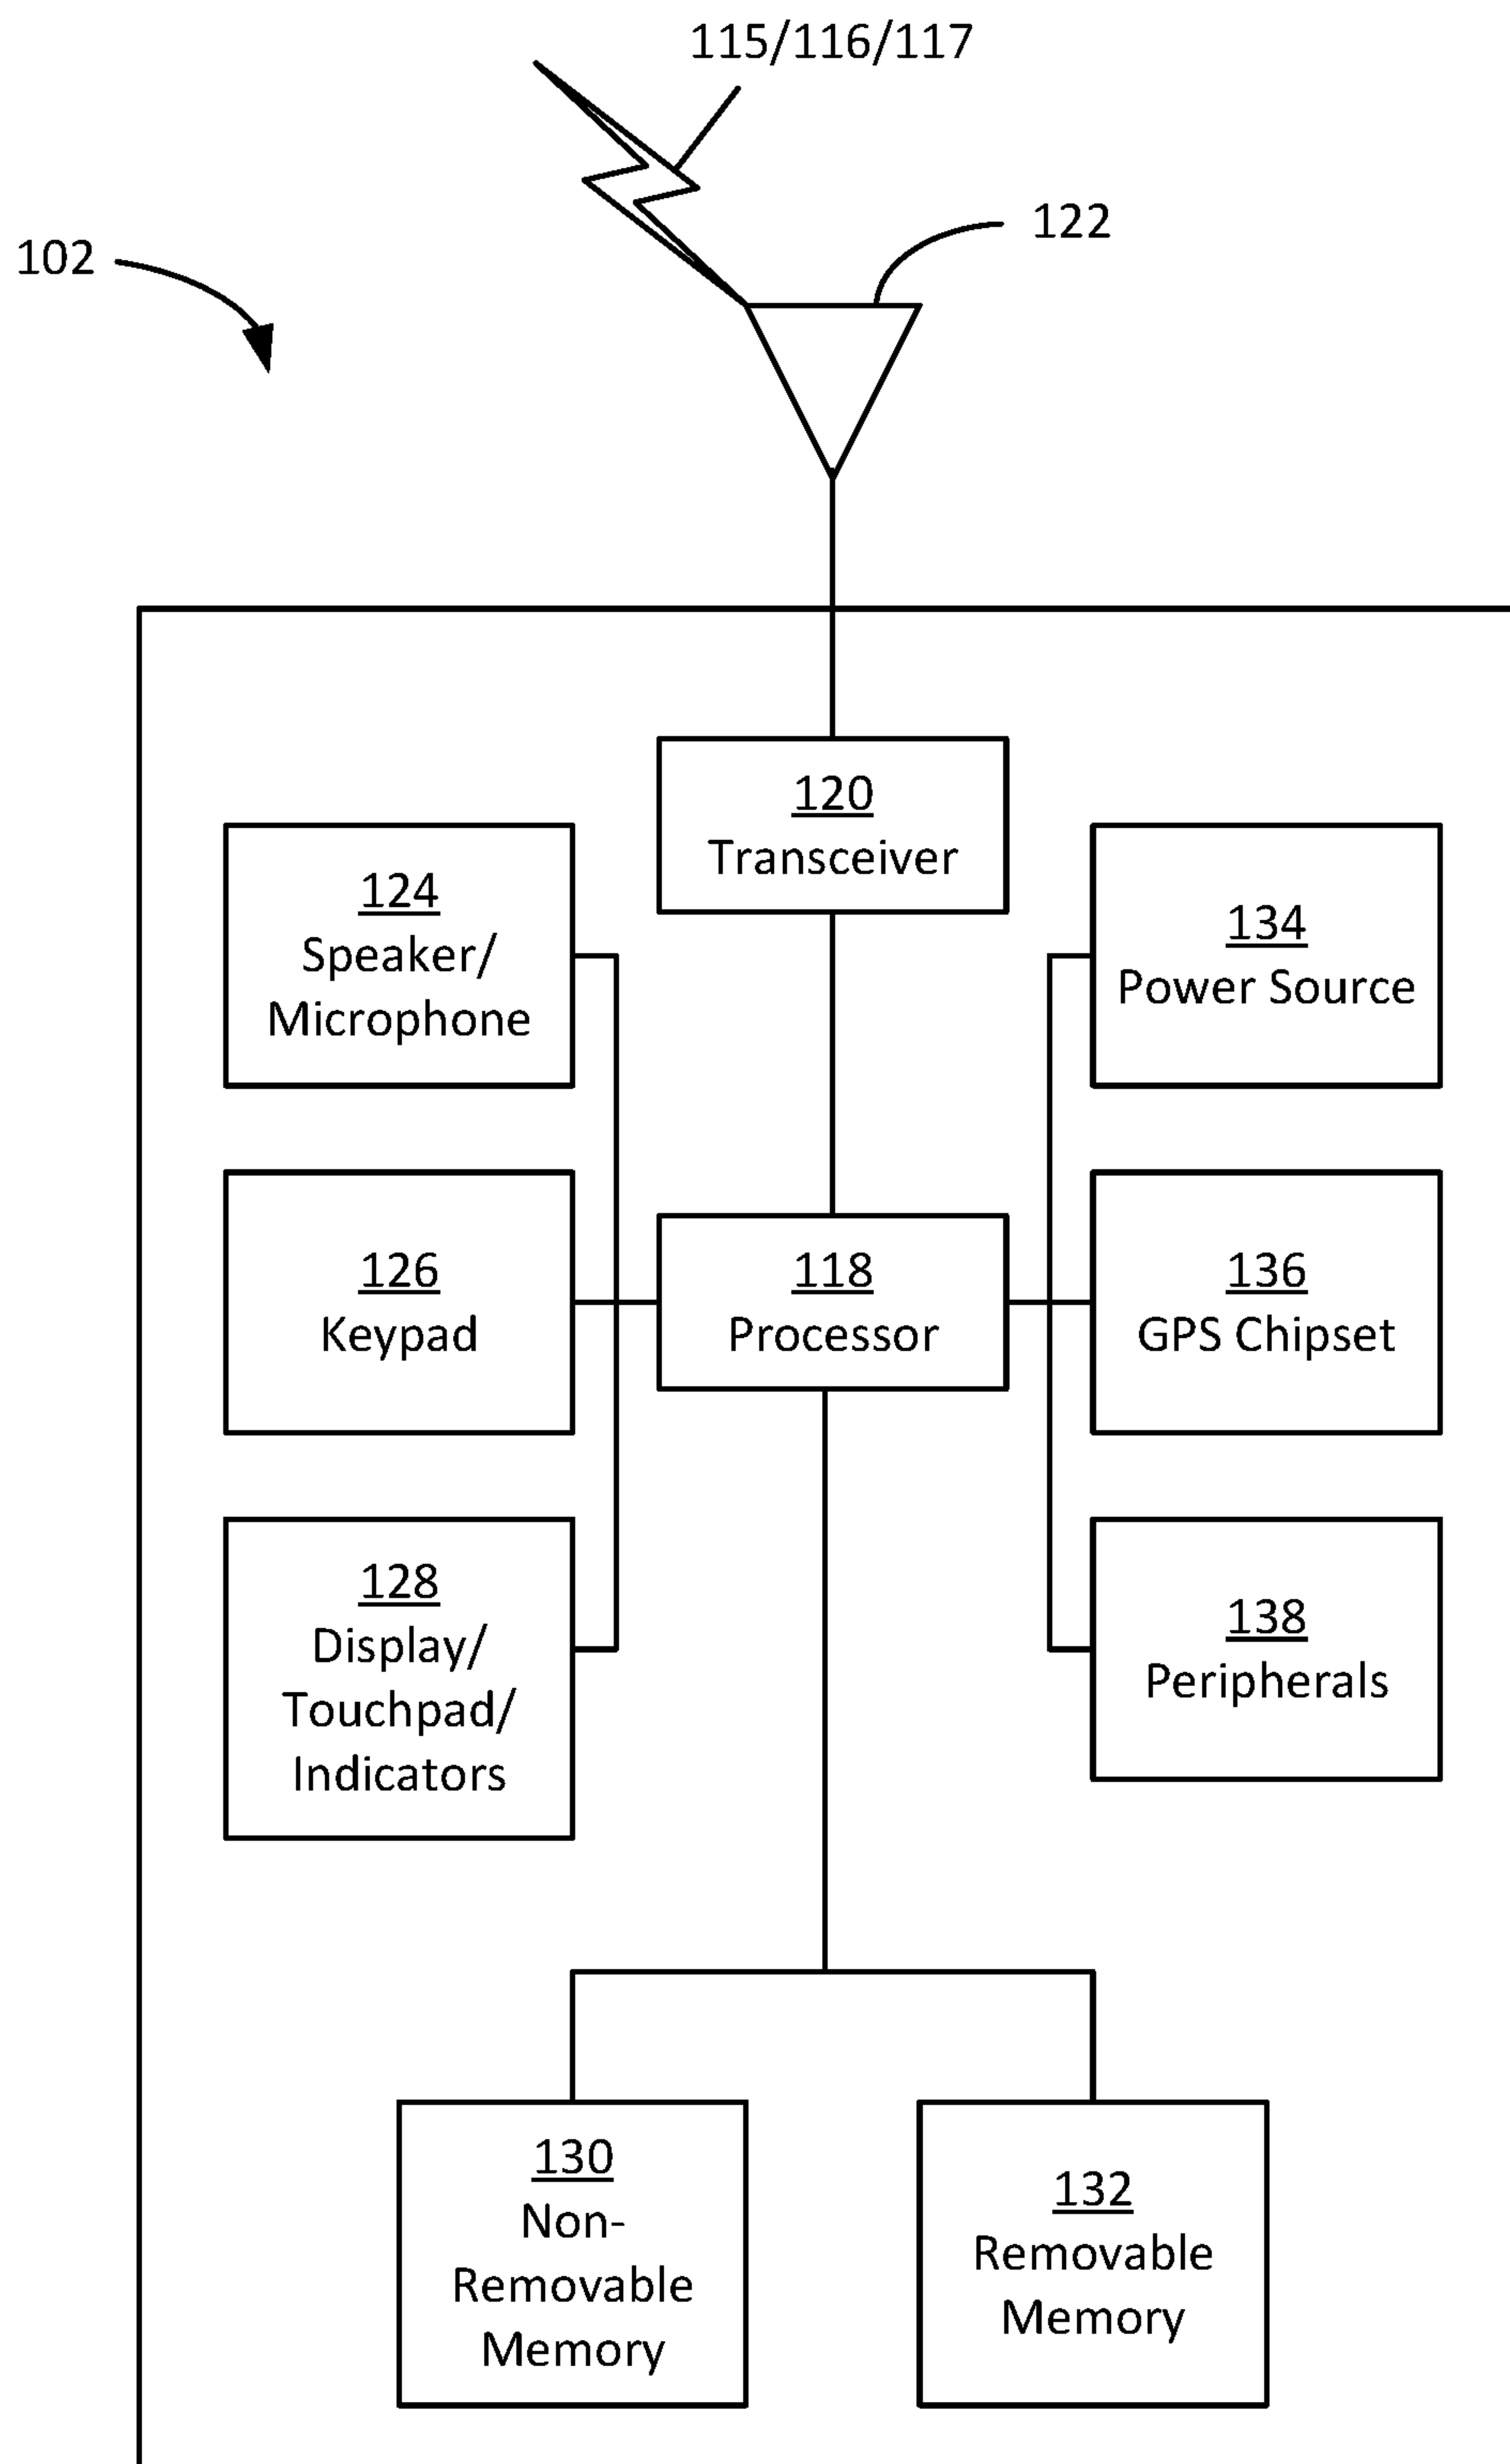 115/116/117
122
102
120
Transceiver
124
Speaker/
Microphone
134
Power Source
126
Keypad
118
Processor
136
GPS Chipset
128
Display/
Touchpad/
Indicators
138
Peripherals
130
Non-
Removable
Memory
132
Removable
Memory